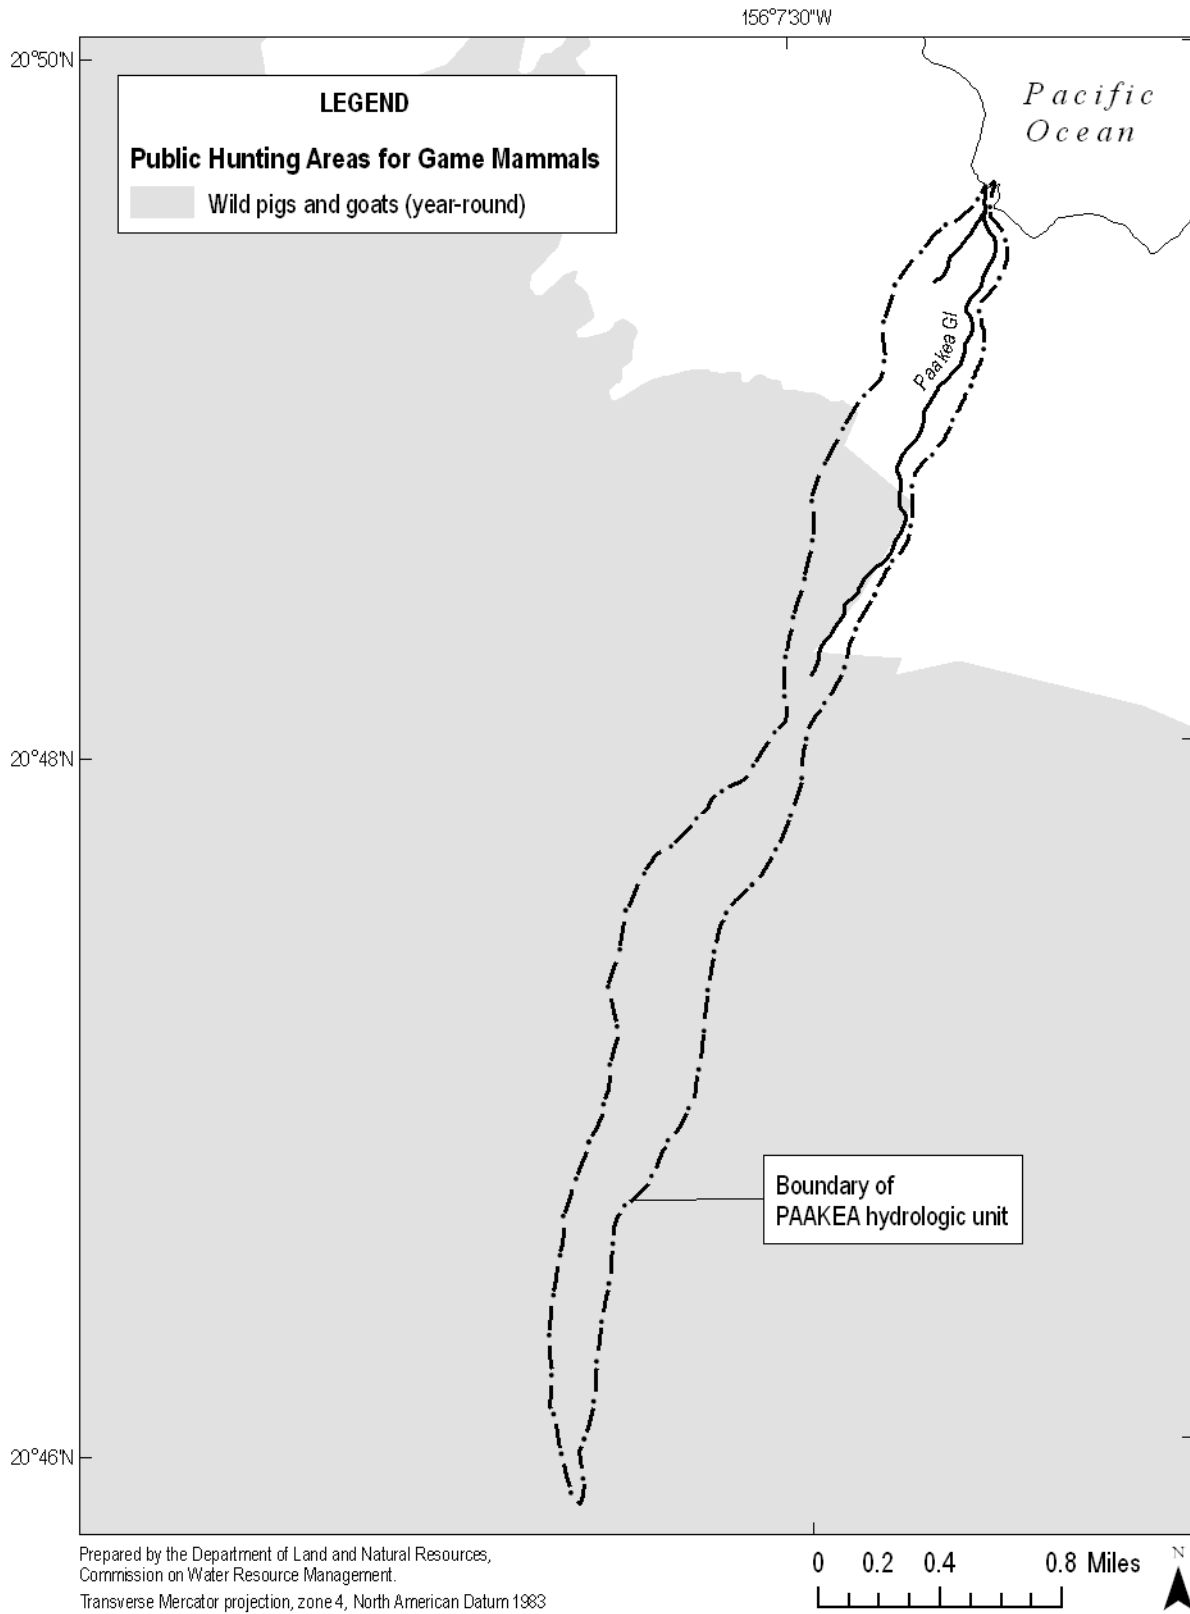 156°7'30"W
20°50'N
Pacific
Ocean
LEGEND
Public Hunting Areas for Game Mammals
Wild pigs and goats (year-round)
Paakea Gl
20°48'N
Boundary of
PAAKEA hydrologic unit
20°46'N
Prepared by the Department of Land and Natural Resources,
Commission on Water Resource Management.
Transverse Mercator projection, zone 4, North American Datum 1983
0 0.2 0.4 0.8 Miles
N